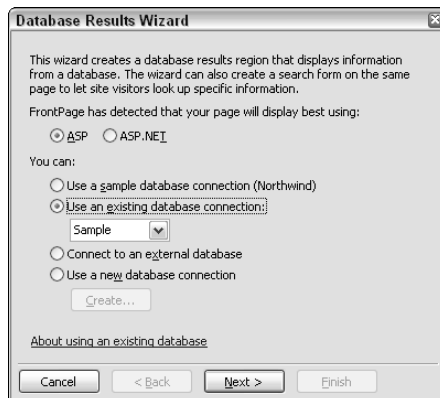 Database Results Wizard
This wizard creates a database results region that displays information
from a database. The wizard can also create a search form on the same
page to let site visitors look up specific information.
FrontPage has detected that your page will display best using:
ASP ASP.NET
You can:
Use a sample database connection (Northwind)
Use an existing database connection:
Sample
Connect to an external database
Use a new database connection
Create...
About using an existing database
Cancel < Back Next > Finish